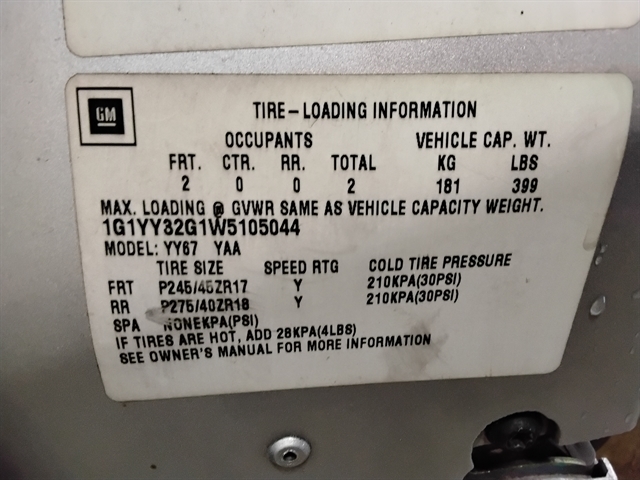 GM
TIRE-LOADING INFORMATION
OCCUPANTS VEHICLE CAP. WT.
FRT. CTR. RR. TOTAL KG LBS
2 0 0 2 181 399
MAX. LOADING @ GVWR SAME AS VEHICLE CAPACITY WEIGHT.
1G1YY32G1W5105044
MODEL: YY67 YAA
TIRE SIZE SPEED RTG COLD TIRE PRESSURE
FRT P245/45ZR17 Y 210KPA(30PSI)
RR P275/40ZR18 Y 210KPA(30PSI)
SPA NONEKPA(PSI)
IF TIRES ARE HOT, ADD 28KPA(4LBS)
SEE OWNER'S MANUAL FOR MORE INFORMATION